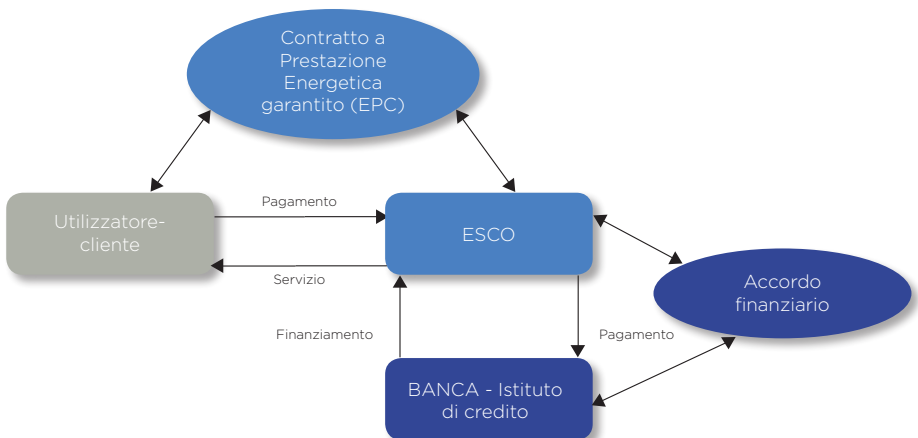 Contratto a
Prestazione
Energetica
garantito (EPC)
Pagamento
Utilizzatore-
cliente
ESCO
Servizio
Accordo
finanziario
Finanziamento
Pagamento
BANCA - Istituto
di credito